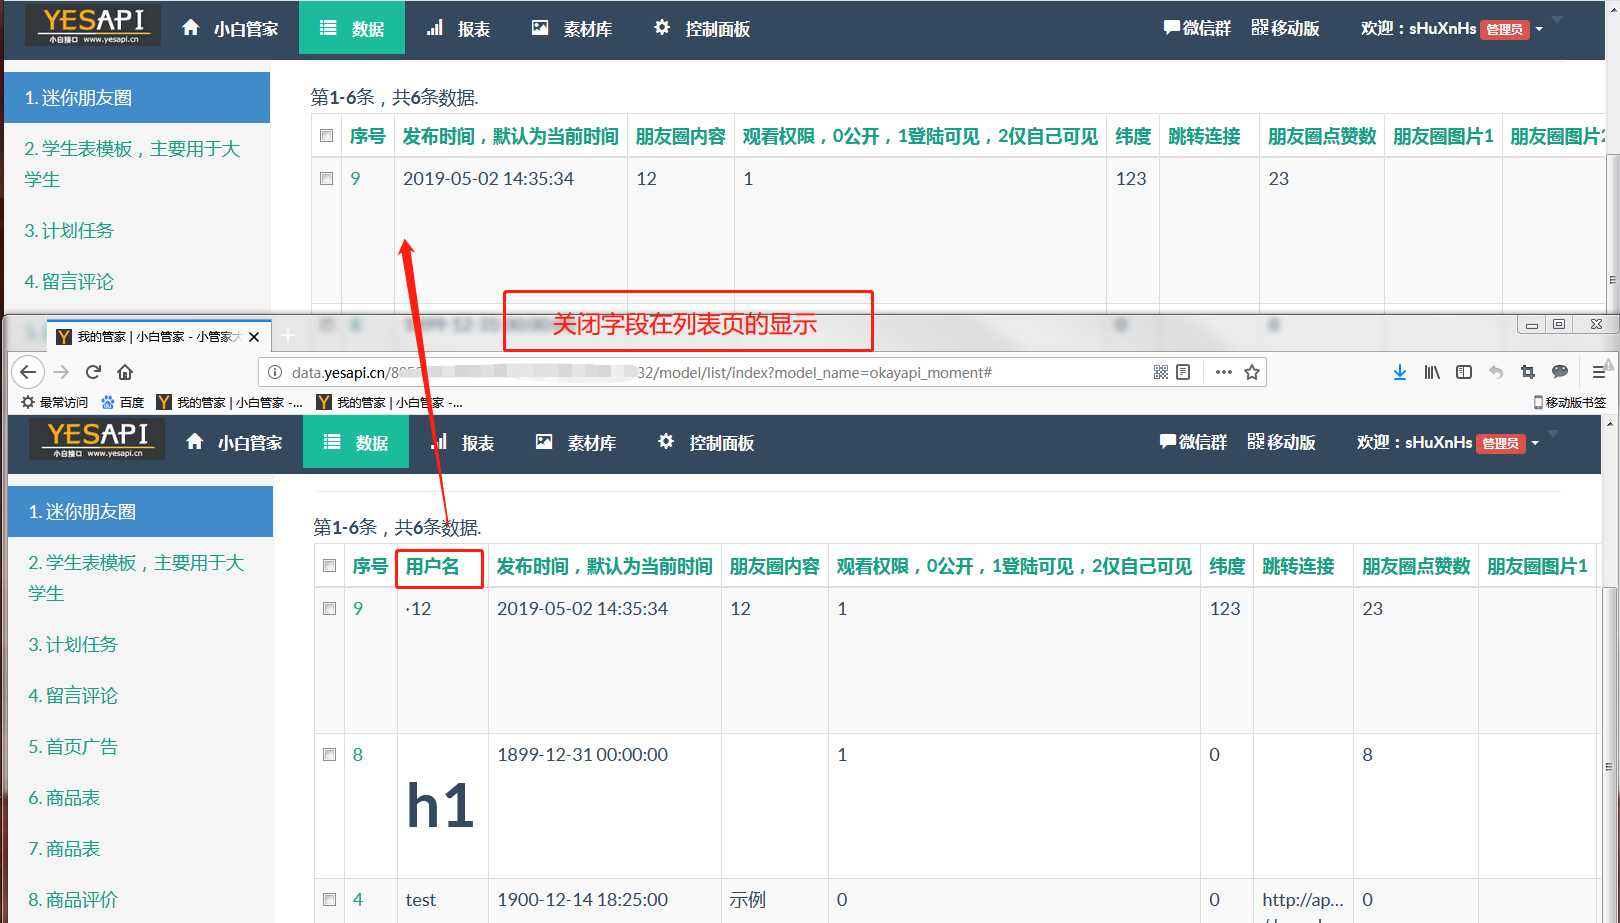 YESAPI
小白接口 www.yesapi.cn
小白管家 数据 报表 素材库 控制面板 微信群 移动版 欢迎：sHuXnHs 管理员
1. 迷你朋友圈
2. 学生表模板，主要用于大
学生
3. 计划任务
4. 留言评论
第1-6条，共6条数据.
序号 发布时间，默认为当前时间 朋友圈内容 观看权限，0公开，1登陆可见，2仅自己可见 纬度 跳转连接 朋友圈点赞数 朋友圈图片1 朋友圈图片2
9 2019-05-02 14:35:34 12 1 123 23
关闭字段在列表页的显示
我的管家 | 小白管家 - 小管家大
data.yesapi.cn/8 32/model/list/index?model_name=okayapi_moment#
最常访问 百度 我的管家 | 小白管家 -... 我的管家 | 小白管家 -... 移动版书签
YESAPI
小白接口 www.yesapi.cn
小白管家 数据 报表 素材库 控制面板 微信群 移动版 欢迎：sHuXnHs 管理员
1. 迷你朋友圈
2. 学生表模板，主要用于大
学生
3. 计划任务
4. 留言评论
5. 首页广告
6. 商品表
7. 商品表
8. 商品评价
第1-6条，共6条数据.
序号 用户名 发布时间，默认为当前时间 朋友圈内容 观看权限，0公开，1登陆可见，2仅自己可见 纬度 跳转连接 朋友圈点赞数 朋友圈图片1
9 ·12 2019-05-02 14:35:34 12 1 123 23
8 h1 1899-12-31 00:00:00 1 0 8
4 test 1900-12-14 18:25:00 示例 0 0 http://ap... 0